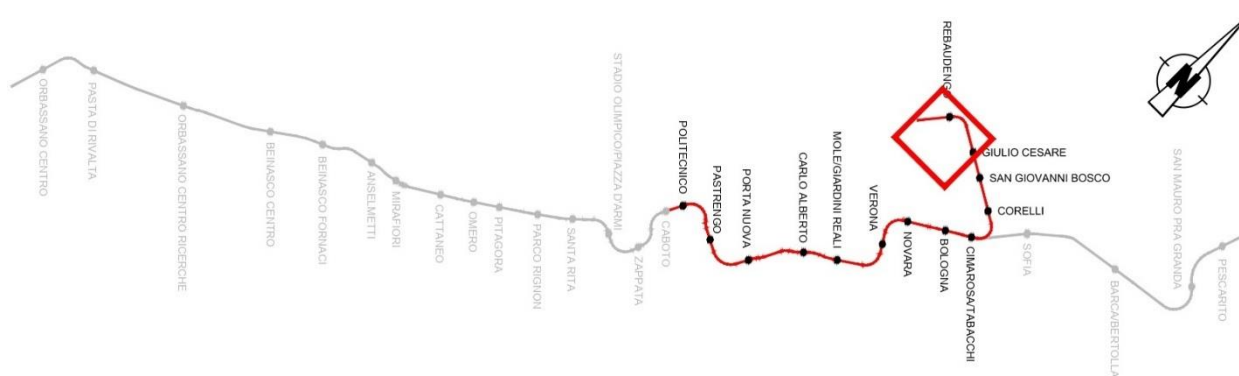 ORBASSANO CENTRO
PASTA DI RIVALTA
ORBASSANO CENTRO RICERCHE
BEINASCO CENTRO
BEINASCO FORNACI
ANSELMETTI
MIRAFIORI
CATTANEO
OMERO
PITAGORA
PARCO RIGNON
SANTA RITA
STADIO OLIMPICO/PIAZZA D'ARMI
ZAPPATA
CABOTO
POLITECNICO
PASTRENGO
PORTA NUOVA
CARLO ALBERTO
MOLE/GIARDINI REALI
VERONA
NOVARA
BOLOGNA
CIMAROSA/TABACCHI
CORELLI
SAN GIOVANNI BOSCO
GIULIO CESARE
REBAUDENG
SOFIA
BARCA/BERTOLLA
SAN MAURO PRA GRANDA
PESCARITO
N